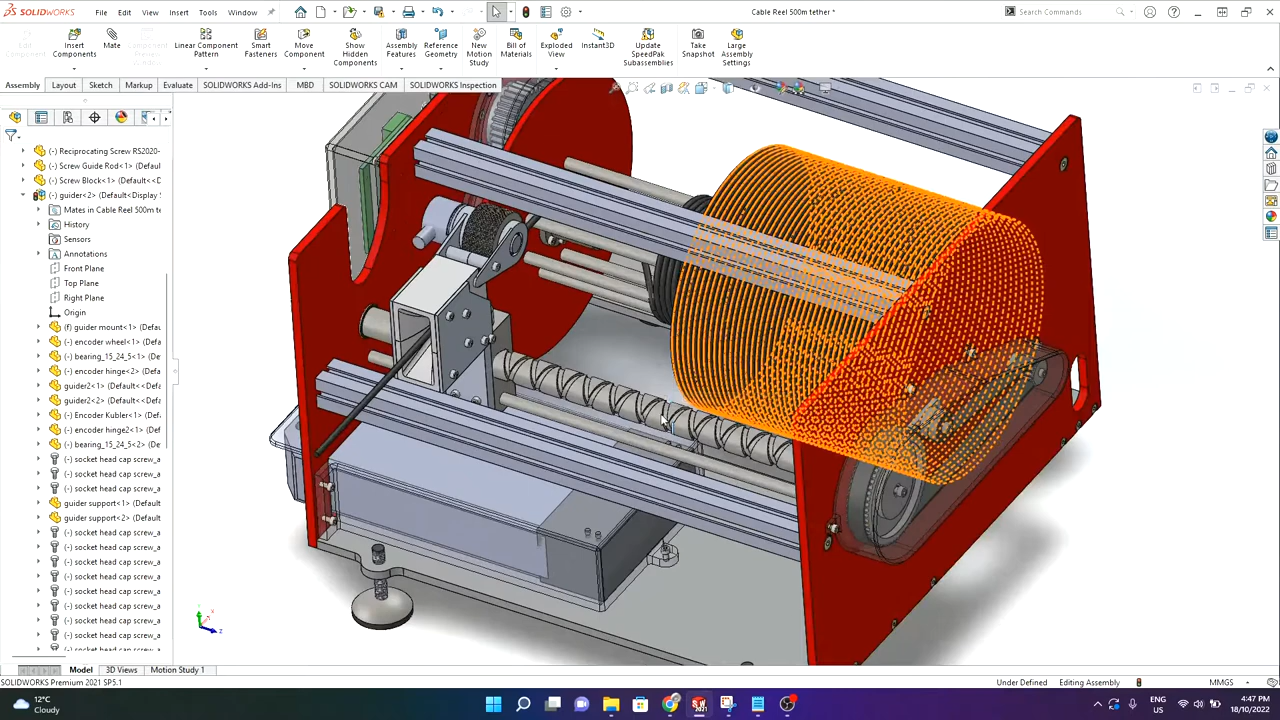 SOLIDWORKS File Edit View Insert Tools Window Cable Reel 500m tether * Search Commands
Insert Components
Mate
Linear Component Pattern
Smart Fasteners
Move Component
Show Hidden Components
Assembly Features
Reference Geometry
New Motion Study
Bill of Materials
Exploded View
Instant3D
Update SpeedPak Subassemblies
Take Snapshot
Large Assembly Settings
Assembly Layout Sketch Markup Evaluate SOLIDWORKS Add-Ins MBD SOLIDWORKS CAM SOLIDWORKS Inspection
(-) Reciprocating Screw RS2020-
(-) Screw Guide Rod<1> (Defaul
(-) Screw Block<1> (Default<<D
(-) guider<2> (Default<Display
Mates in Cable Reel 500m te
History
Sensors
Annotations
Front Plane
Top Plane
Right Plane
Origin
(f) guider mount<1> (Defau
(-) encoder wheel<1> (Defa
(-) bearing_15_24_5<1> (De
(-) encoder hinge<2> (Defa
guider2<1> (Default<<Def
guider2<2> (Default<<Def
(-) Encoder Kubler<1> (Def
(-) encoder hinge2<1> (Def
(-) bearing_15_24_5<2> (De
(-) socket head cap screw_a
(-) socket head cap screw_a
(-) socket head cap screw_a
guider support<1> (Defaul
guider support<2> (Defaul
(-) socket head cap screw_a
(-) socket head cap screw_a
(-) socket head cap screw_a
(-) socket head cap screw_a
(-) socket head cap screw_a
(-) socket head cap screw_a
(-) socket head cap screw_a
(-) socket head cap screw_a
Model 3D Views Motion Study 1
SOLIDWORKS Premium 2021 SP5.1 Under Defined Editing Assembly MMGS
12°C
Cloudy
ENG
US
4:47 PM
18/10/2022